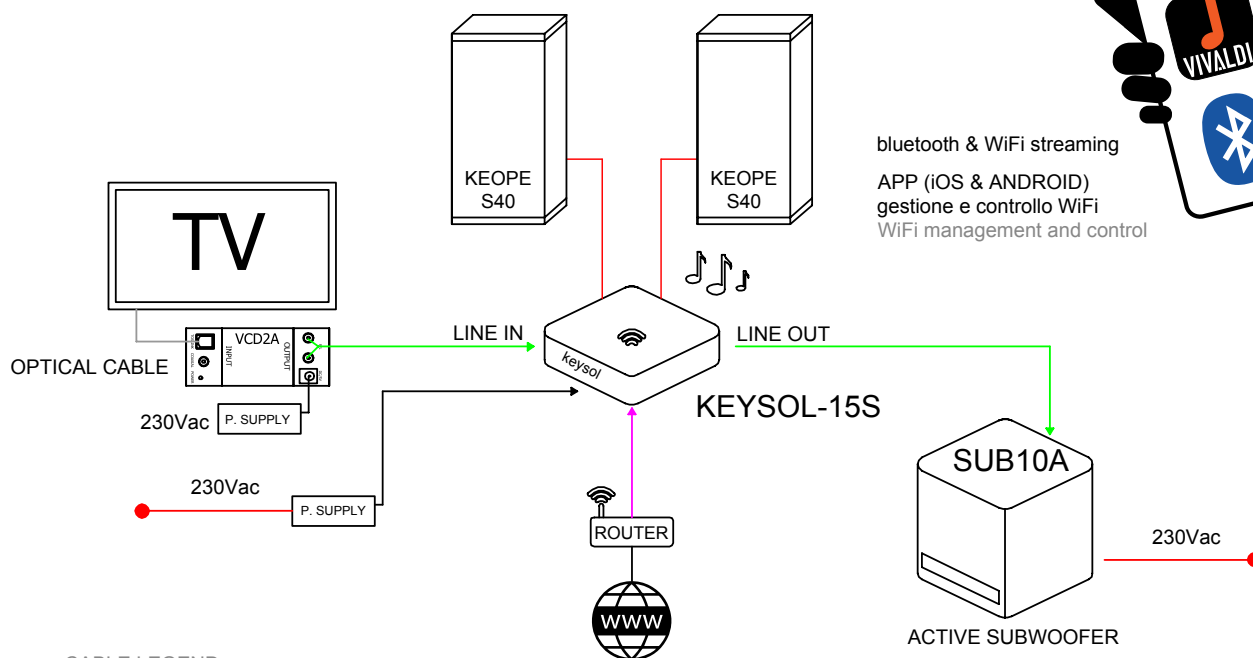 VIVALDI
bluetooth & WiFi streaming
APP (iOS & ANDROID)
gestione e controllo WiFi
WiFi management and control
KEOPE
S40
KEOPE
S40
TV
VCD2A
INPUT
OUTPUT
OPTICAL CABLE
LINE IN
LINE OUT
keysol
KEYSOL-15S
230Vac
P. SUPPLY
230Vac
P. SUPPLY
ROUTER
WWW
SUB10A
230Vac
ACTIVE SUBWOOFER